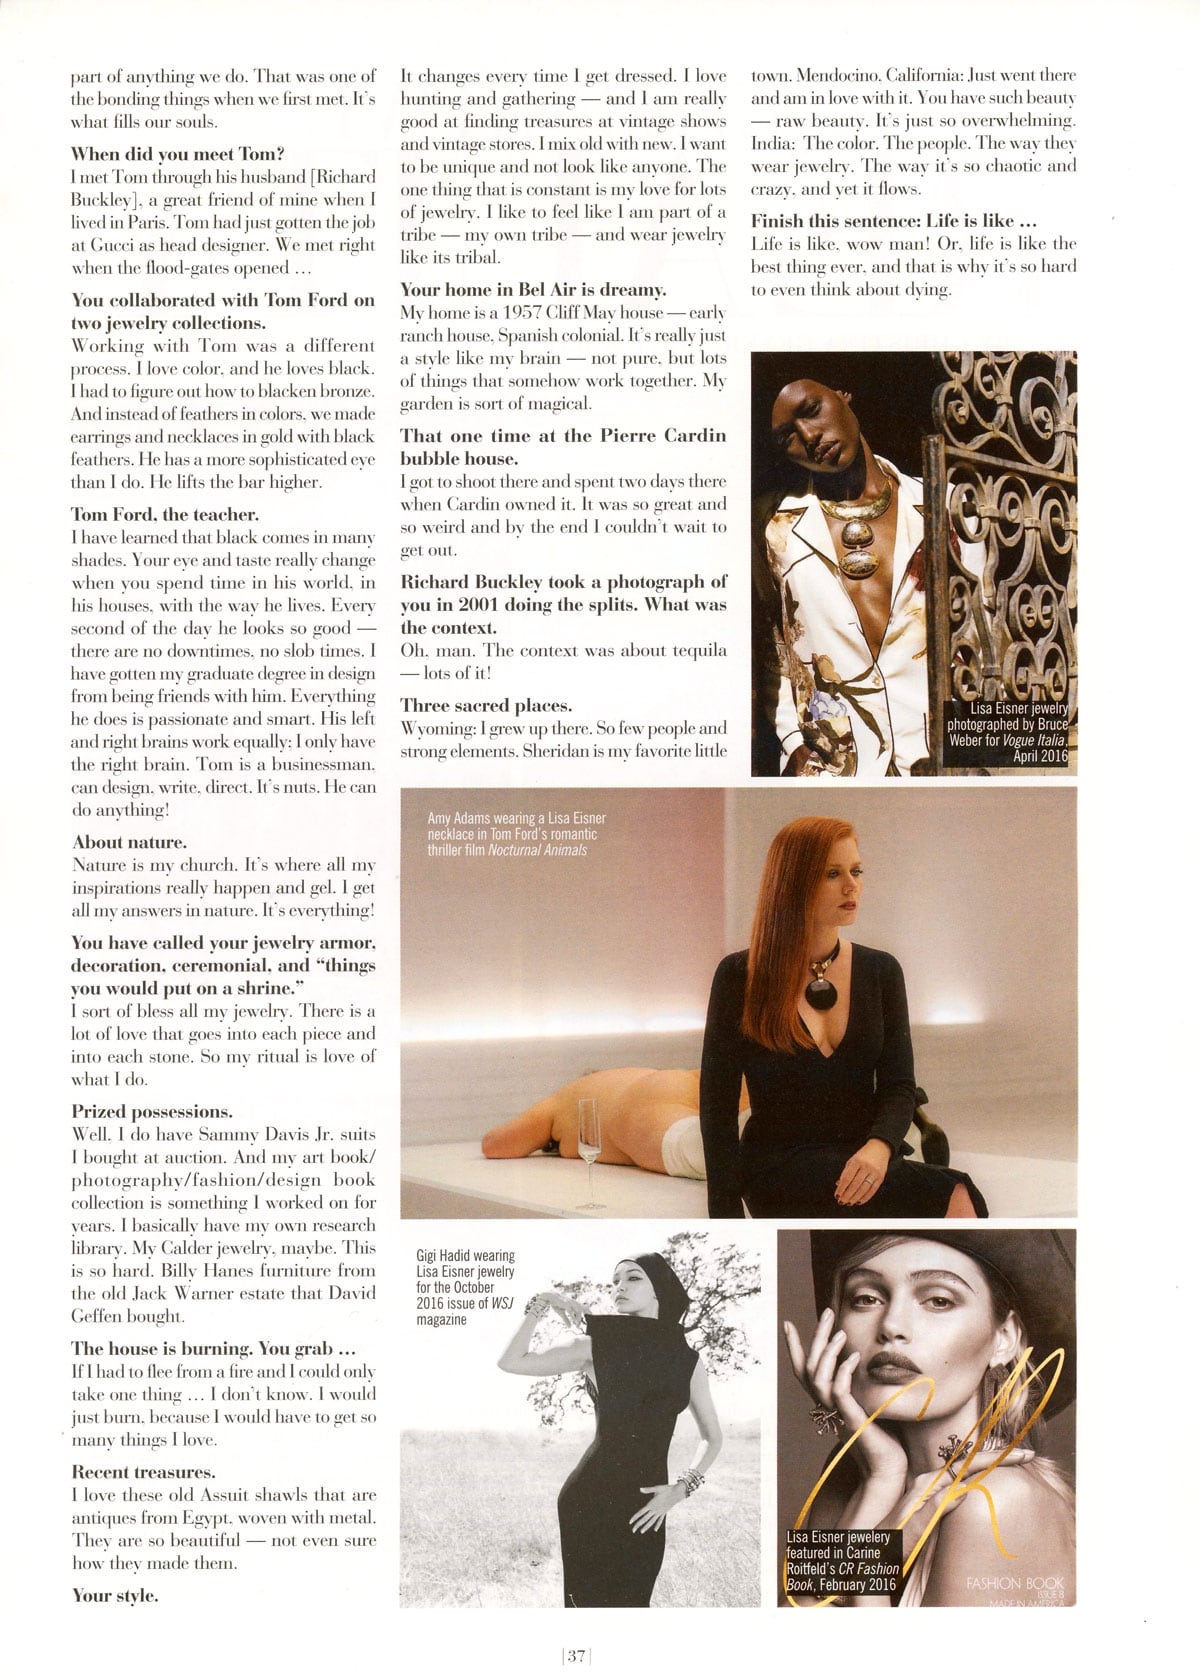 part of anything we do. That was one of
the bonding things when we first met. It's
what fills our souls.
When did you meet Tom?
I met Tom through his husband [Richard
Buckley], a great friend of mine when I
lived in Paris. Tom had just gotten the job
at Gucci as head designer. We met right
when the flood-gates opened …
You collaborated with Tom Ford on
two jewelry collections.
Working with Tom was a different
process. I love color, and he loves black.
I had to figure out how to blacken bronze.
And instead of feathers in colors, we made
earrings and necklaces in gold with black
feathers. He has a more sophisticated eye
than I do. He lifts the bar higher.
Tom Ford, the teacher.
I have learned that black comes in many
shades. Your eye and taste really change
when you spend time in his world, in
his houses, with the way he lives. Every
second of the day he looks so good —
there are no downtimes, no slob times. I
have gotten my graduate degree in design
from being friends with him. Everything
he does is passionate and smart. His left
and right brains work equally; I only have
the right brain. Tom is a businessman,
can design, write, direct. It's nuts. He can
do anything!
About nature.
Nature is my church. It's where all my
inspirations really happen and gel. I get
all my answers in nature. It's everything!
You have called your jewelry armor,
decoration, ceremonial, and “things
you would put on a shrine.”
I sort of bless all my jewelry. There is a
lot of love that goes into each piece and
into each stone. So my ritual is love of
what I do.
Prized possessions.
Well, I do have Sammy Davis Jr. suits
I bought at auction. And my art book/
photography/fashion/design book
collection is something I worked on for
years. I basically have my own research
library. My Calder jewelry, maybe. This
is so hard. Billy Hanes furniture from
the old Jack Warner estate that David
Geffen bought.
The house is burning. You grab …
If I had to flee from a fire and I could only
take one thing … I don't know. I would
just burn, because I would have to get so
many things I love.
Recent treasures.
I love these old Assuit shawls that are
antiques from Egypt, woven with metal.
They are so beautiful — not even sure
how they made them.
Your style.
It changes every time I get dressed. I love
hunting and gathering — and I am really
good at finding treasures at vintage shows
and vintage stores. I mix old with new. I want
to be unique and not look like anyone. The
one thing that is constant is my love for lots
of jewelry. I like to feel like I am part of a
tribe — my own tribe — and wear jewelry
like its tribal.
Your home in Bel Air is dreamy.
My home is a 1957 Cliff May house — early
ranch house, Spanish colonial. It's really just
a style like my brain — not pure, but lots
of things that somehow work together. My
garden is sort of magical.
That one time at the Pierre Cardin
bubble house.
I got to shoot there and spent two days there
when Cardin owned it. It was so great and
so weird and by the end I couldn't wait to
get out.
Richard Buckley took a photograph of
you in 2001 doing the splits. What was
the context.
Oh, man. The context was about tequila
— lots of it!
Three sacred places.
Wyoming: I grew up there. So few people and
strong elements. Sheridan is my favorite little
town. Mendocino, California: Just went there
and am in love with it. You have such beauty
— raw beauty. It's just so overwhelming.
India: The color. The people. The way they
wear jewelry. The way it's so chaotic and
crazy, and yet it flows.
Finish this sentence: Life is like …
Life is like, wow man! Or, life is like the
best thing ever, and that is why it's so hard
to even think about dying.
Lisa Eisner jewelry
photographed by Bruce
Weber for Vogue Italia,
April 2016
Amy Adams wearing a Lisa Eisner
necklace in Tom Ford's romantic
thriller film Nocturnal Animals
Gigi Hadid wearing
Lisa Eisner jewelry
for the October
2016 issue of WSJ
magazine
CR
Lisa Eisner jewelery
featured in Carine
Roitfeld's CR Fashion
Book, February 2016
FASHION BOOK
ISSUE 8
MADE IN AMERICA
|37|